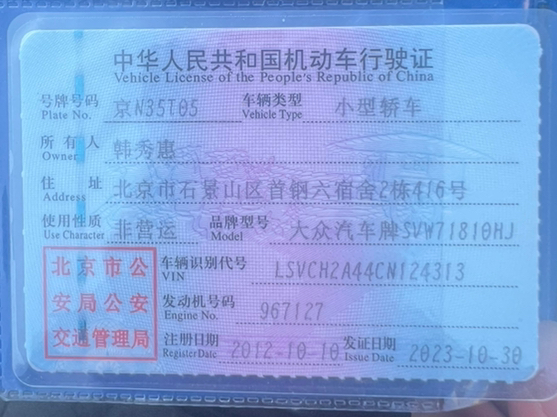 中华人民共和国机动车行驶证
Vehicle License of the People's Republic of China
号牌号码 京N35T05 车辆类型 小型轿车
Plate No. Vehicle Type
所有人 韩秀惠
Owner
住址 北京市石景山区首钢六宿舍2栋416号
Address
使用性质 非营运 品牌型号 大众汽车牌SVW71810HJ
Use Character Model
北京市公安局公安交通管理局
车辆识别代号 LSVCH2A44CN124313
VIN
发动机号码 967127
Engine No.
注册日期 2012-10-10 发证日期 2023-10-30
Register Date Issue Date